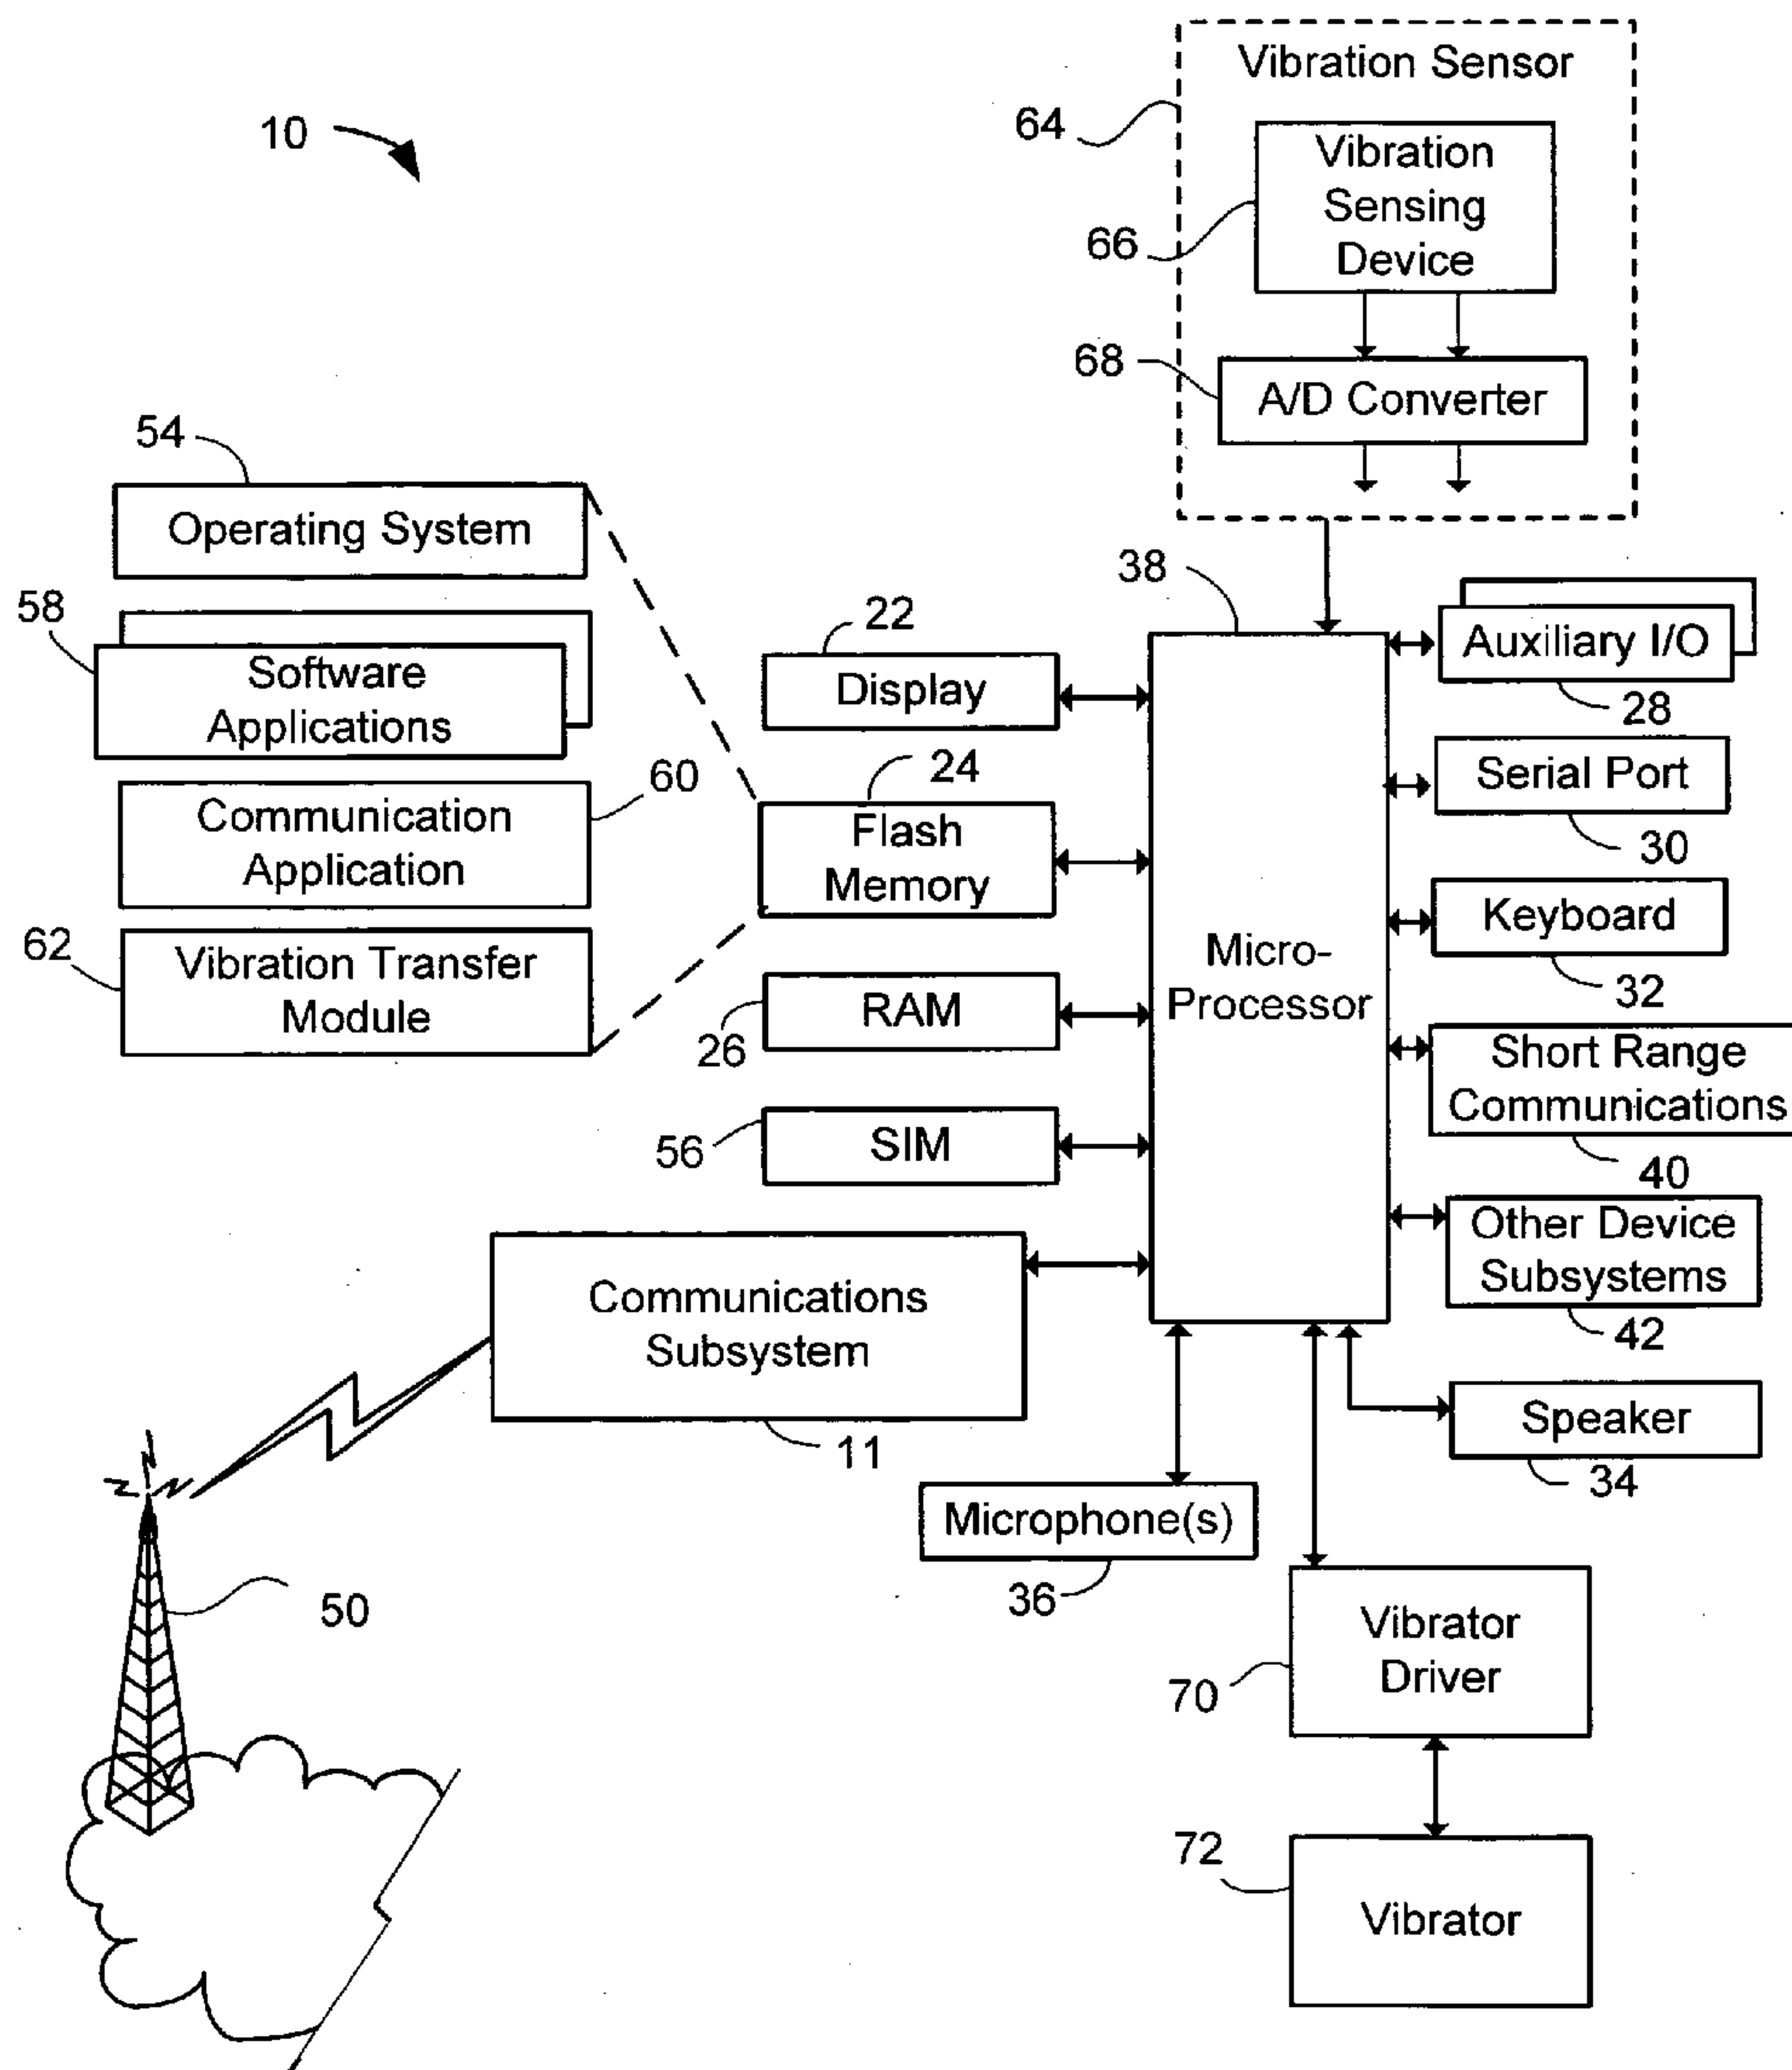 Vibration Sensor
64
10
Vibration
Sensing
Device
66
68
A/D Converter
54
Operating System
58
Software
Applications
60
Communication
Application
62
Vibration Transfer
Module
38
22
Display
24
Flash
Memory
RAM
26
SIM
56
Communications
Subsystem
11
Micro-
Processor
Auxiliary I/O
28
Serial Port
30
Keyboard
32
Short Range
Communications
40
Other Device
Subsystems
42
Speaker
34
Microphone(s)
36
50
Vibrator
Driver
70
72
Vibrator